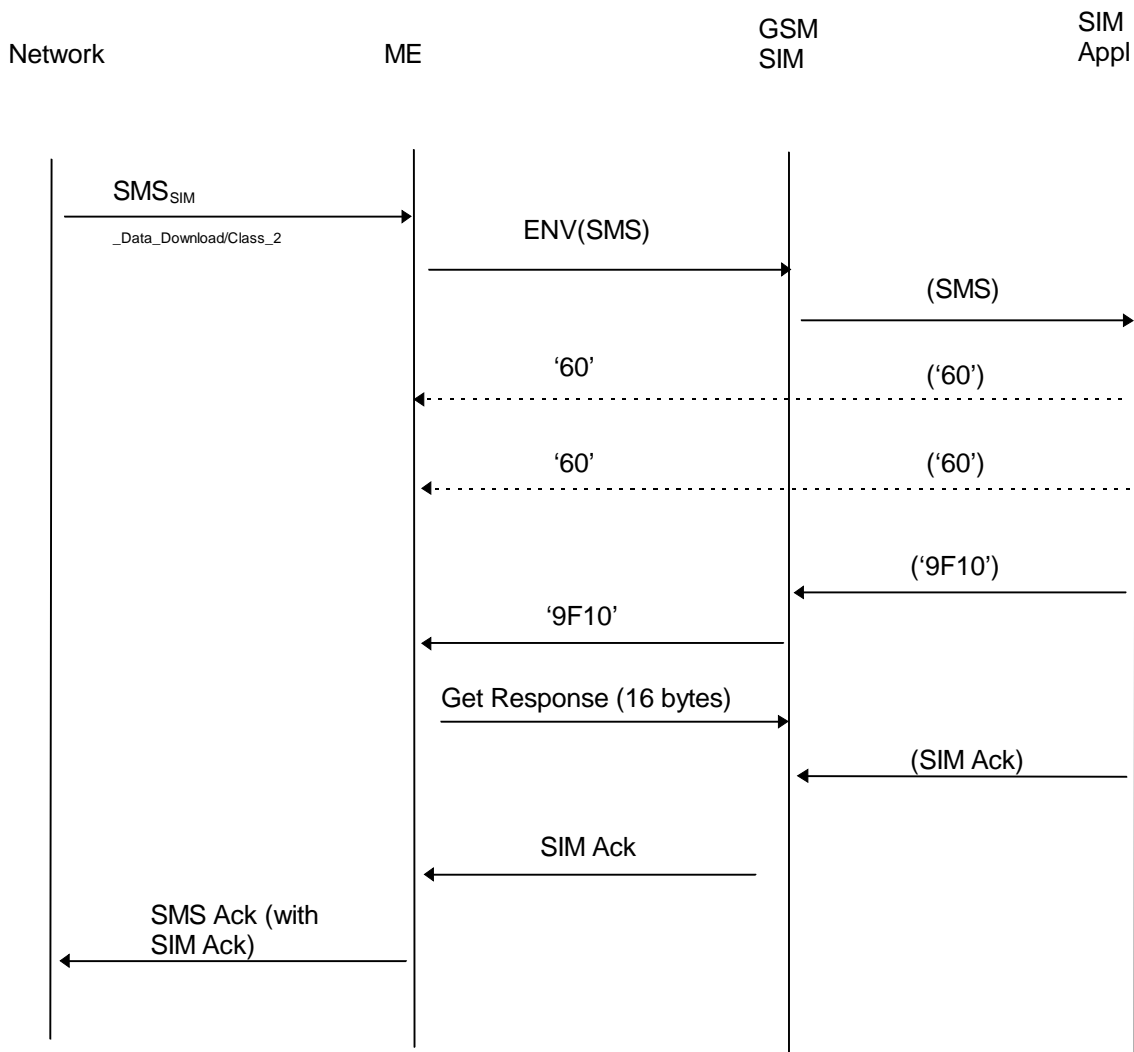 Network
ME
GSM
SIM
SIM
Appl
SMSSIM
_Data_Download/Class_2
ENV(SMS)
(SMS)
‘60’
(‘60’)
‘60’
(‘60’)
(‘9F10’)
‘9F10’
Get Response (16 bytes)
(SIM Ack)
SIM Ack
SMS Ack (with
SIM Ack)